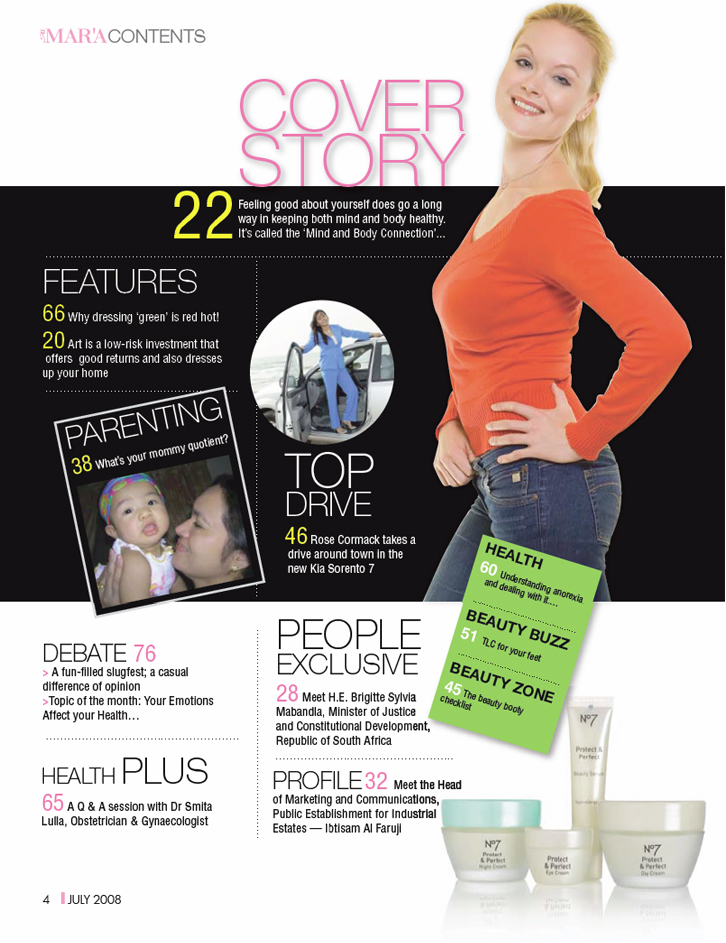 MAR'A CONTENTS
COVER
STORY
22 Feeling good about yourself does go a long
way in keeping both mind and body healthy.
It's called the 'Mind and Body Connection'...
FEATURES
66 Why dressing 'green' is red hot!
20 Art is a low-risk investment that
offers good returns and also dresses
up your home
PARENTING
38 What's your mommy quotient?
TOP
DRIVE
46 Rose Cormack takes a
drive around town in the
new Kia Sorento 7
HEALTH
60 Understanding anorexia
and dealing with it....
BEAUTY BUZZ
51 TLC for your feet
BEAUTY ZONE
45 The beauty booty
checklist
DEBATE 76
> A fun-filled slugfest; a casual
difference of opinion
>Topic of the month: Your Emotions
Affect your Health...
HEALTH PLUS
65 A Q & A session with Dr Smita
Lulla, Obstetrician & Gynaecologist
PEOPLE
EXCLUSIVE
28 Meet H.E. Brigitte Sylvia
Mabandla, Minister of Justice
and Constitutional Development,
Republic of South Africa
PROFILE 32 Meet the Head
of Marketing and Communications,
Public Establishment for Industrial
Estates — Ibtisam Al Faruji
No7
Protect &
Perfect
Beauty Serum
No7
Protect
& Perfect
Night Cream
Protect
& Perfect
Eye Cream
No7
Protect
& Perfect
Day Cream
4 JULY 2008